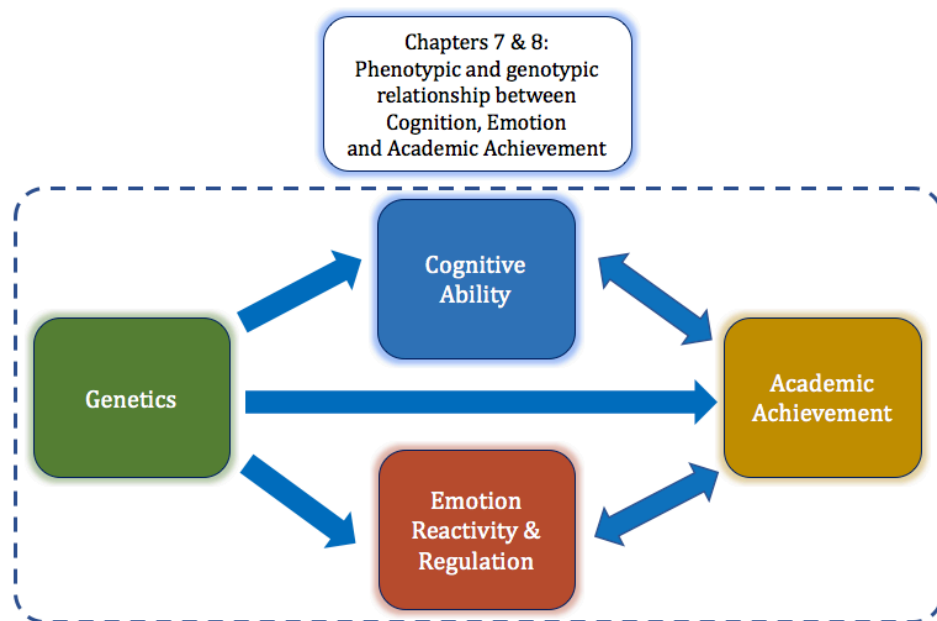 Chapters 7 & 8:
Phenotypic and genotypic
relationship between
Cognition, Emotion
and Academic Achievement
Cognitive
Ability
Genetics
Academic
Achievement
Emotion
Reactivity &
Regulation